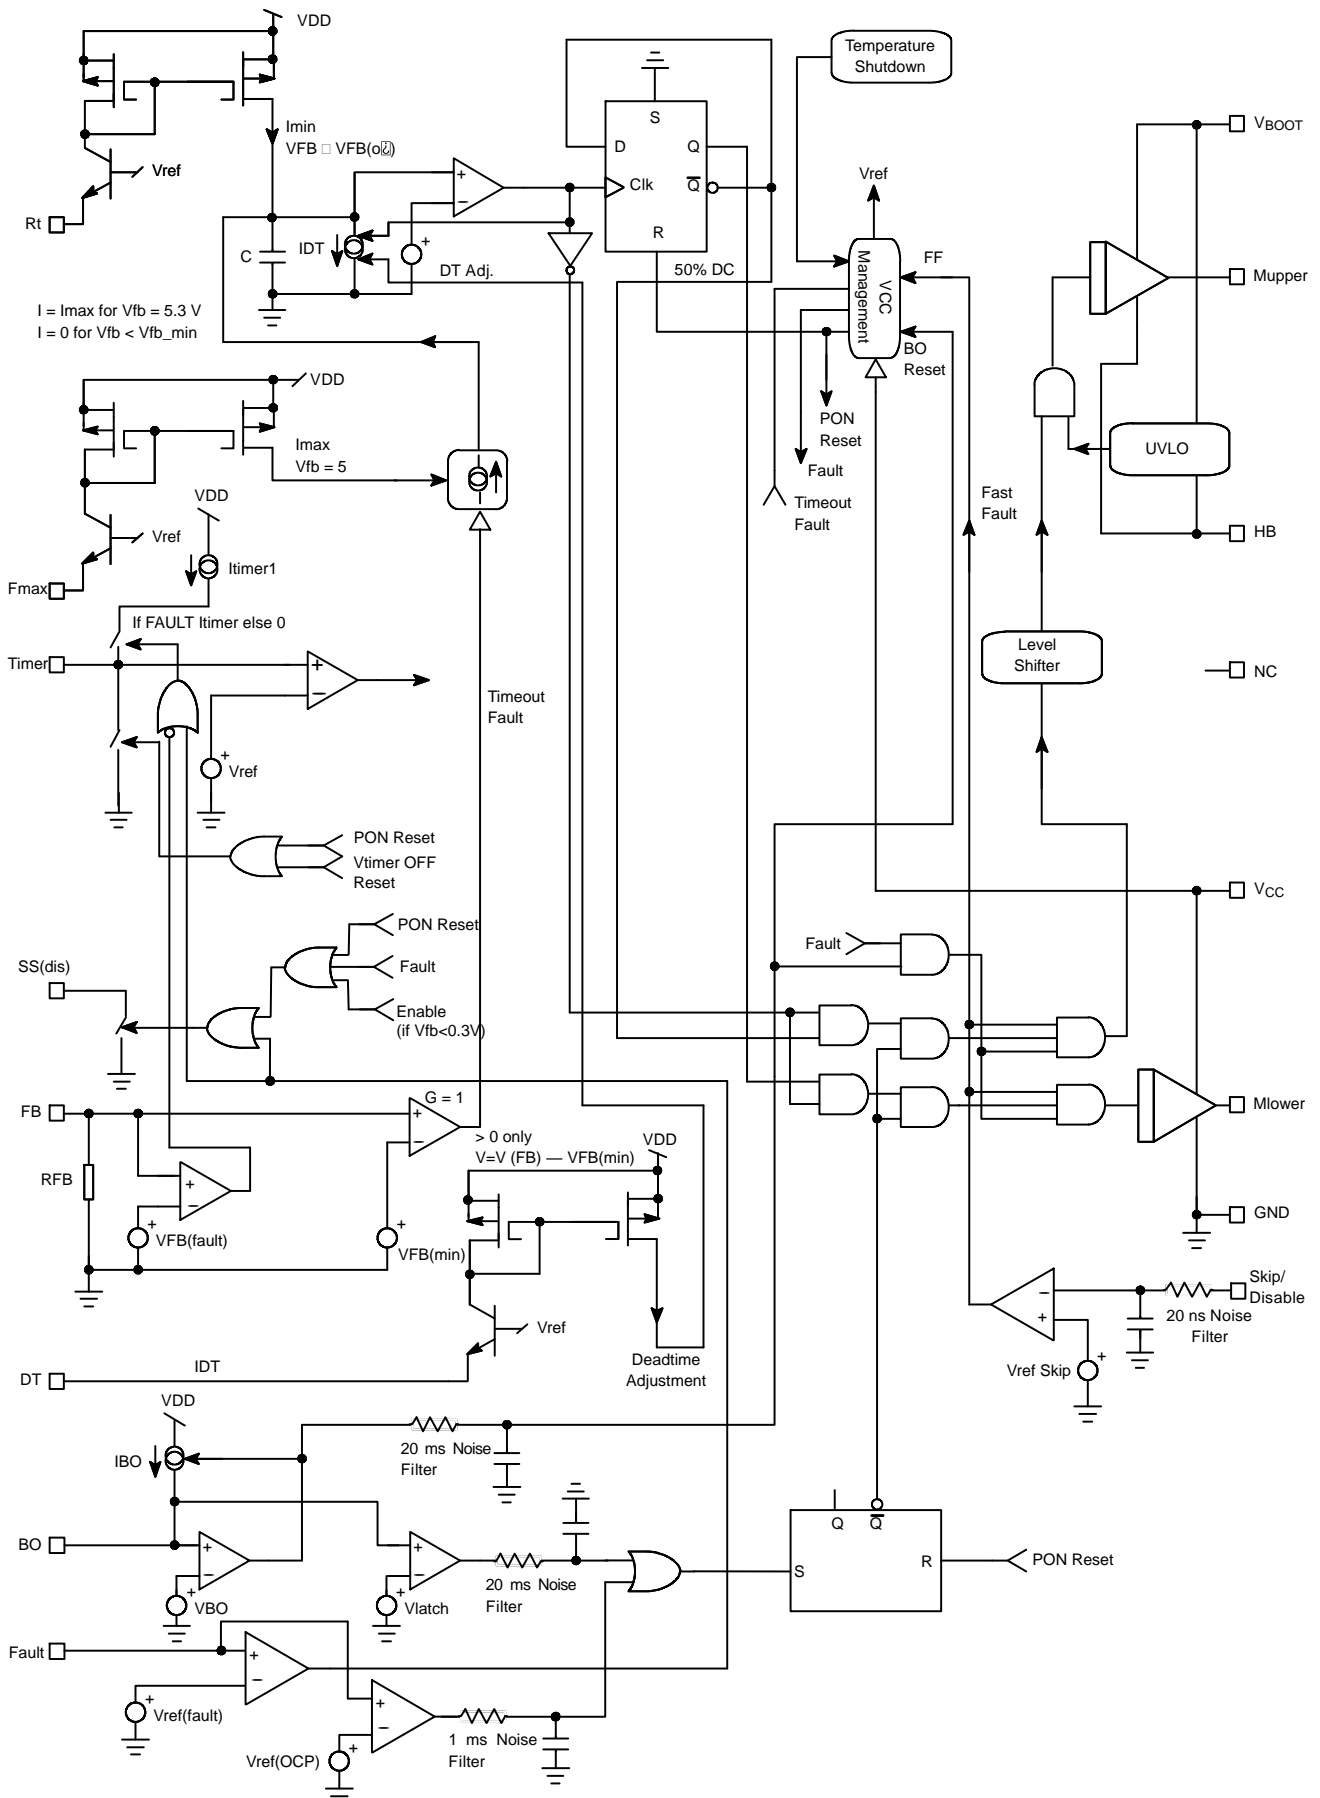 VDD
Imin
VFB □ VFB(o
Vref
Rt
C
IDT
+
−
+
DT Adj.
S
D
Q
Clk
Q
R
50% DC
Temperature
Shutdown
Vref
VCC
Management
FF
BO
Reset
PON
Reset
Fault
Timeout
Fault
VBOOT
Mupper
UVLO
HB
Fast
Fault
Level
Shifter
NC
I = Imax for Vfb = 5.3 V
I = 0 for Vfb < Vfb_min
VDD
Imax
Vfb = 5
VDD
Vref
Itimer1
Fmax
If FAULT Itimer else 0
Timer
+
−
Timeout
Fault
+
Vref
PON Reset
Vtimer OFF
Reset
VCC
PON Reset
Fault
SS(dis)
Fault
Enable
(if Vfb<0.3V)
FB
G = 1
+
−
> 0 only
V=V (FB) — VFB(min)
VDD
Mlower
RFB
+
−
+
VFB(fault)
+
VFB(min)
GND
Vref
Skip/
Disable
−
+
20 ns Noise
Filter
Vref Skip
+
Deadtime
Adjustment
IDT
DT
VDD
IBO
20 ms Noise
Filter
BO
+
−
+
VBO
+
−
+
Vlatch
20 ms Noise
Filter
Q
Q
S
R
PON Reset
Fault
+
−
+
Vref(fault)
+
−
+
Vref(OCP)
1 ms Noise
Filter